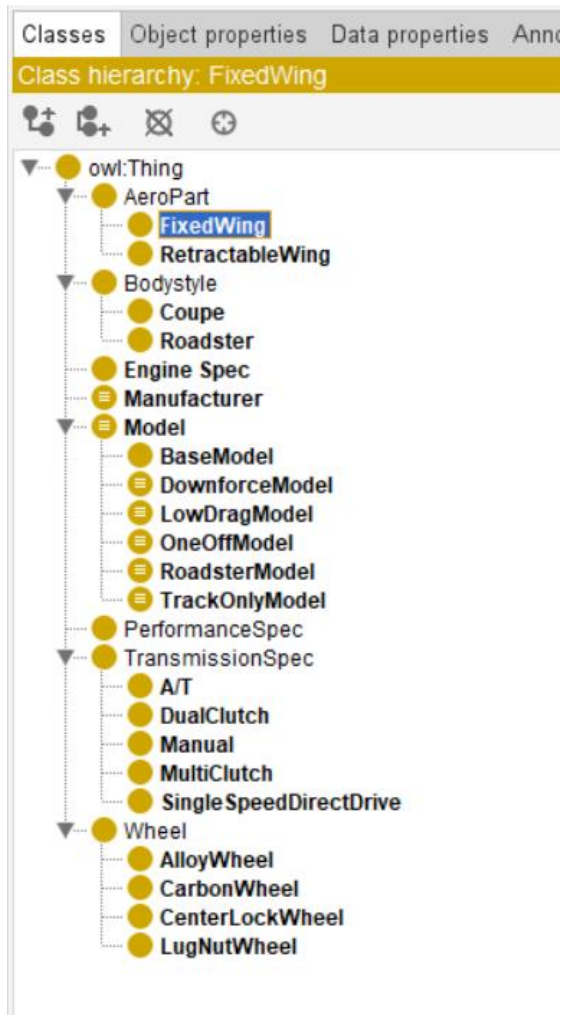 Classes Object properties Data properties Anno
Class hierarchy: FixedWing
owl:Thing
AeroPart
FixedWing
RetractableWing
Bodystyle
Coupe
Roadster
Engine Spec
Manufacturer
Model
BaseModel
DownforceModel
LowDragModel
OneOffModel
RoadsterModel
TrackOnlyModel
PerformanceSpec
TransmissionSpec
A/T
DualClutch
Manual
MultiClutch
SingleSpeedDirectDrive
Wheel
AlloyWheel
CarbonWheel
CenterLockWheel
LugNutWheel